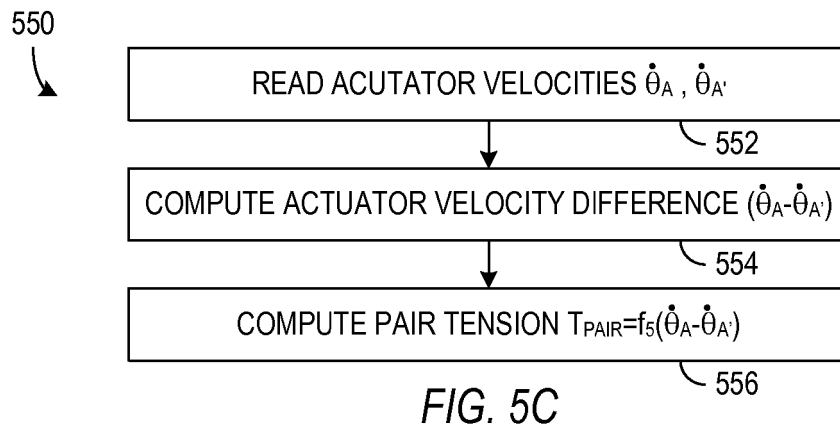 550
READ ACUTATOR VELOCITIES θ̇A , θ̇A'
552
COMPUTE ACTUATOR VELOCITY DIFFERENCE (θ̇A-θ̇A')
554
COMPUTE PAIR TENSION TPAIR=f5(θ̇A-θ̇A')
556
FIG. 5C